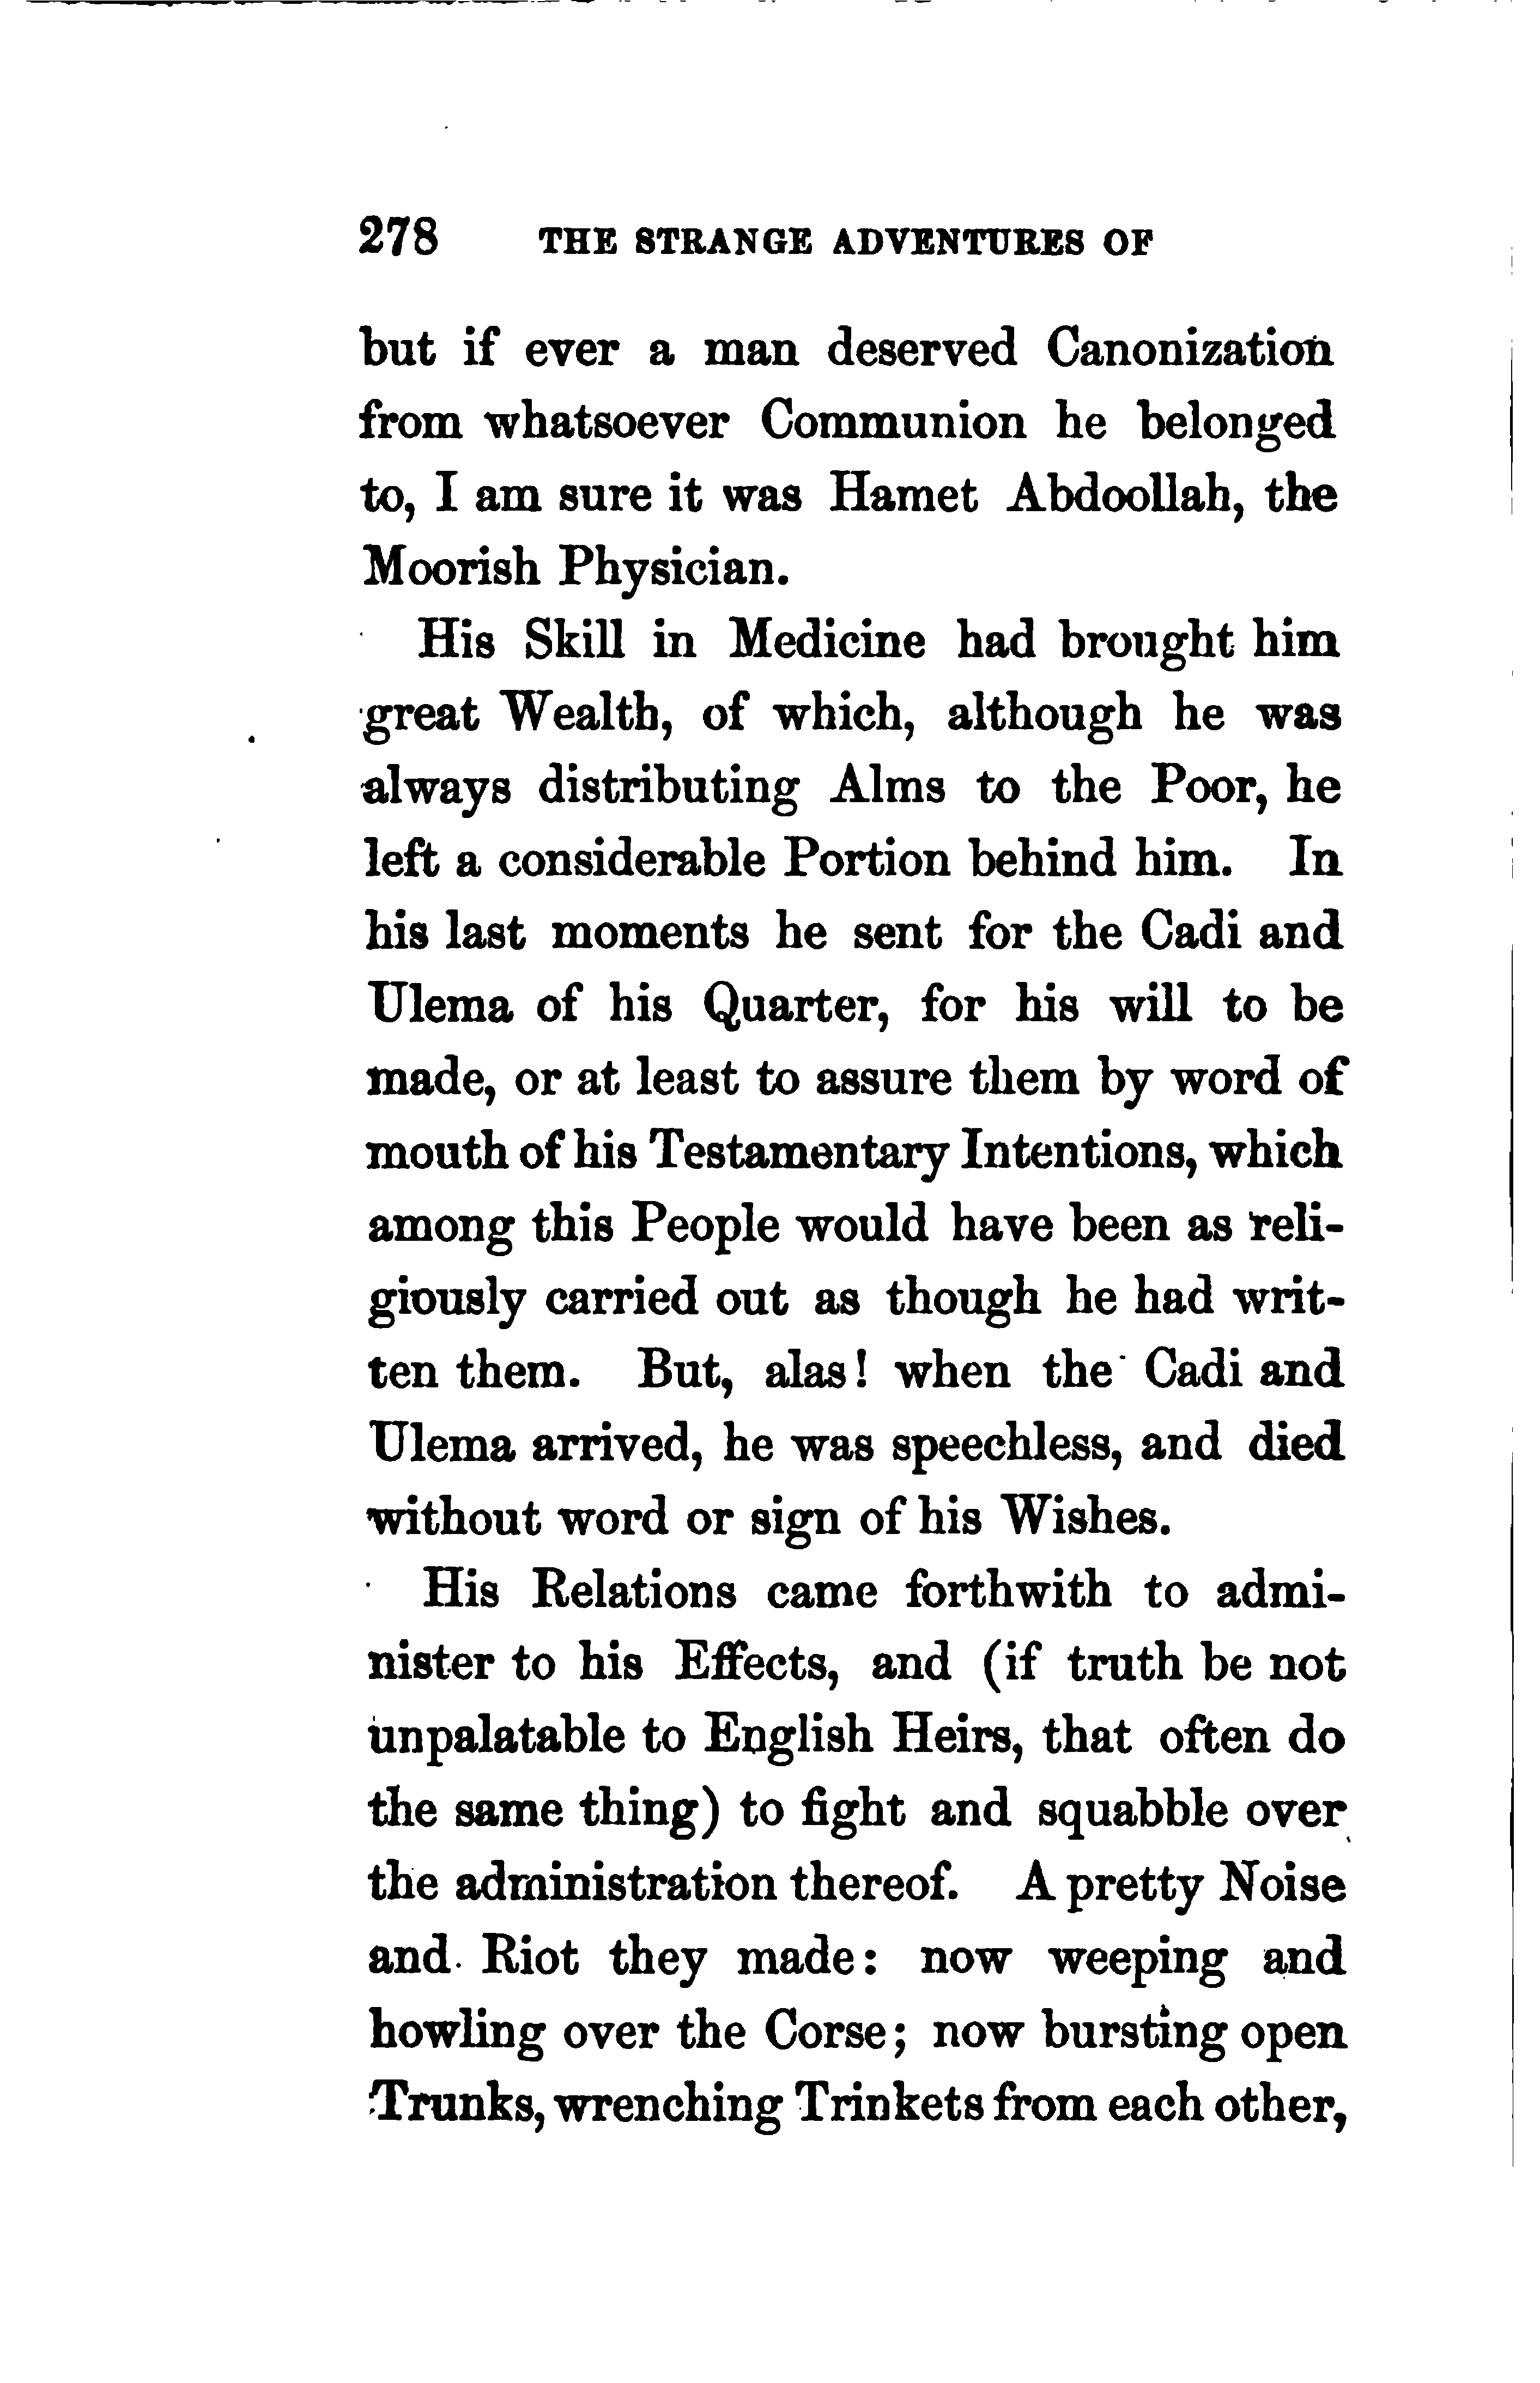 278 THE STRANGE ADVENTURES OF
but if ever a man deserved Canonization
from whatsoever Communion he belonged
to, I am sure it was Hamet Abdoollah, the
Moorish Physician.
His Skill in Medicine had brought him
great Wealth, of which, although he was
always distributing Alms to the Poor, he
left a considerable Portion behind him. In
his last moments he sent for the Cadi and
Ulema of his Quarter, for his will to be
made, or at least to assure them by word of
mouth of his Testamentary Intentions, which
among this People would have been as reli-
giously carried out as though he had writ-
ten them. But, alas! when the Cadi and
Ulema arrived, he was speechless, and died
without word or sign of his Wishes.
His Relations came forthwith to admi-
nister to his Effects, and (if truth be not
unpalatable to English Heirs, that often do
the same thing) to fight and squabble over
the administration thereof. A pretty Noise
and Riot they made: now weeping and
howling over the Corse; now bursting open
Trunks, wrenching Trinkets from each other,